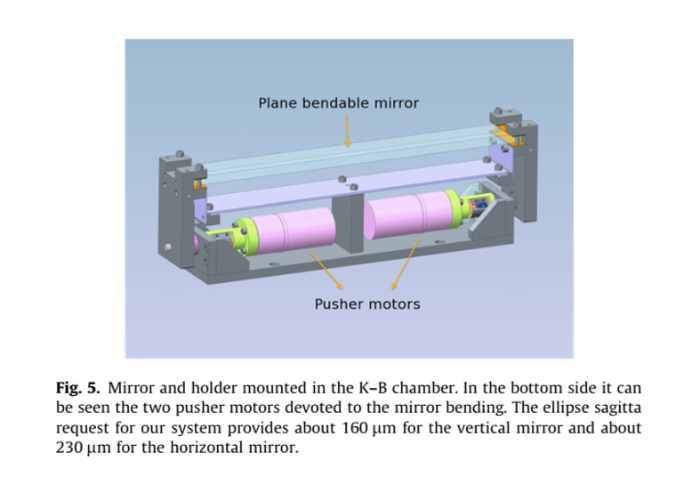 Plane bendable mirror
Pusher motors
Fig. 5. Mirror and holder mounted in the K–B chamber. In the bottom side it can
be seen the two pusher motors devoted to the mirror bending. The ellipse sagitta
request for our system provides about 160 μm for the vertical mirror and about
230 μm for the horizontal mirror.